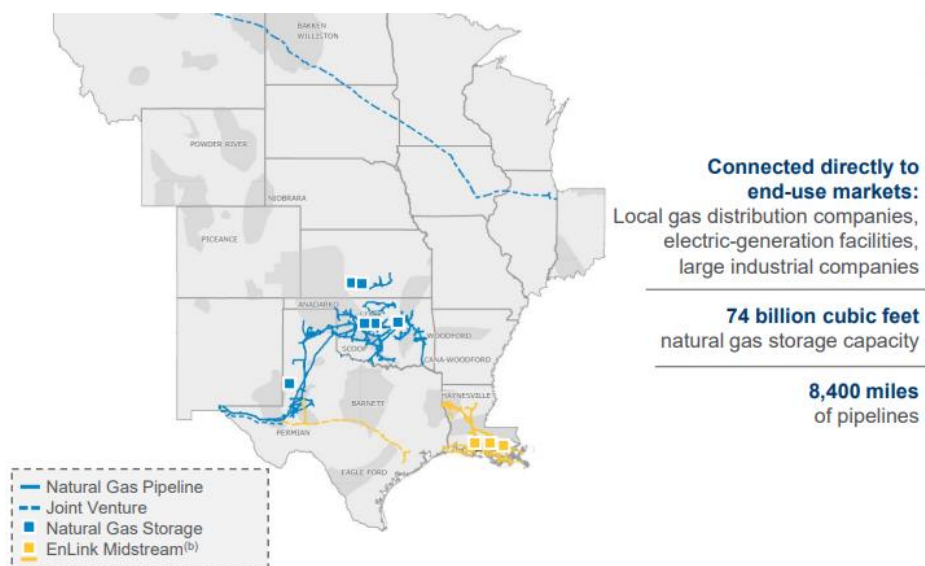 BAKKEN
WILLISTON
POWDER RIVER
NIOBRARA
PICEANCE
ANADARKO
WOODFORD
SCOOP
CANA-WOODFORD
HAYNESVILLE
BARNETT
PERMIAN
EAGLE FORD
Connected directly to
end-use markets:
Local gas distribution companies,
electric-generation facilities,
large industrial companies
74 billion cubic feet
natural gas storage capacity
8,400 miles
of pipelines
Natural Gas Pipeline
Joint Venture
Natural Gas Storage
EnLink Midstream(b)